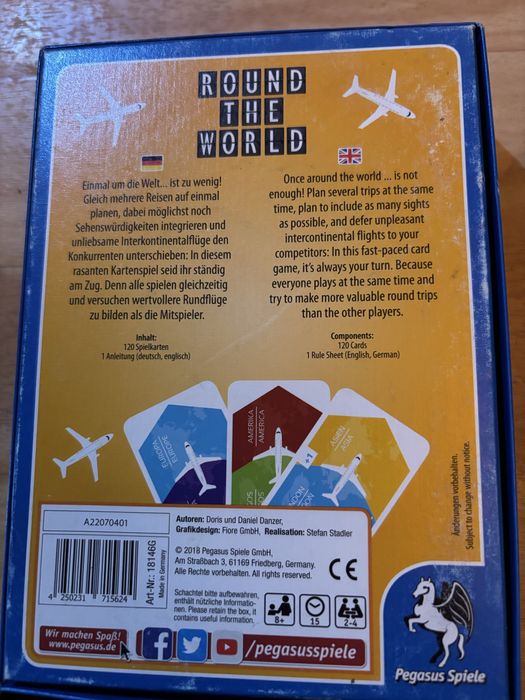 ROUND
THE
WORLD
Einmal um die Welt... ist zu wenig!
Gleich mehrere Reisen auf einmal
planen, dabei möglichst noch
Sehenswürdigkeiten integrieren und
unliebsame Interkontinentalflüge den
Konkurrenten unterschieben: In diesem
rasanten Kartenspiel seid ihr ständig
am Zug. Denn alle spielen gleichzeitig
und versuchen wertvollere Rundflüge
zu bilden als die Mitspieler.
Inhalt:
120 Spielkarten
1 Anleitung (deutsch, englisch)
Once around the world ... is not
enough! Plan several trips at the same
time, plan to include as many sights
as possible, and defer unpleasant
intercontinental flights to your
competitors: In this fast-paced card
game, it's always your turn. Because
everyone plays at the same time and
try to make more valuable round trips
than the other players.
Components:
120 Cards
1 Rule Sheet (English, German)
EUROPA
EUROPE
AMERIKA
AMERICA
ASIEN
ASIA
+1
Änderungen vorbehalten.
Subject to change without notice.
A22070401
4 250231 715624
Art-Nr.: 18146G
Made in Germany
Autoren: Doris und Daniel Danzer,
Grafikdesign: Fiore GmbH, Realisation: Stefan Stadler
© 2018 Pegasus Spiele GmbH,
Am Straßbach 3, 61169 Friedberg, Germany.
Alle Rechte vorbehalten. All rights reserved.
CE
Schachtel bitte aufbewahren,
enthält nützliche Informatio-
nen. Please retain the box, it
contains useful information.
8+
15
2-4
Wir machen Spaß!
www.pegasus.de
/pegasusspiele
Pegasus Spiele